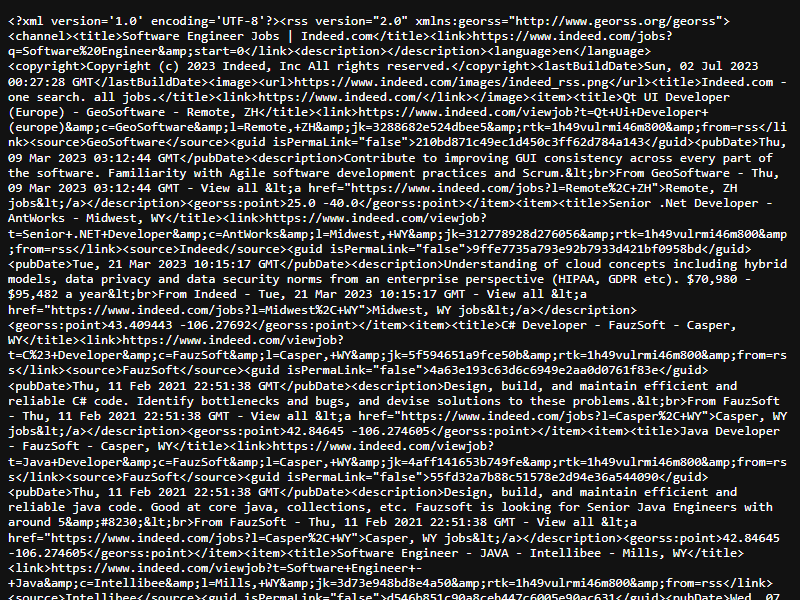 <?xml version='1.0' encoding='UTF-8'?><rss version="2.0" xmlns:georss="http://www.georss.org/georss">
<channel><title>Software Engineer Jobs | Indeed.com</title><link>https://www.indeed.com/jobs?
q=Software%20Engineer&amp;start=0</link><description></description><language>en</language>
<copyright>Copyright (c) 2023 Indeed, Inc All rights reserved.</copyright><lastBuildDate>Sun, 02 Jul 2023
00:27:28 GMT</lastBuildDate><image><url>https://www.indeed.com/images/indeed_rss.png</url><title>Indeed.com -
one search. all jobs.</title><link>https://www.indeed.com/</link></image><item><title>Qt UI Developer
(Europe) - GeoSoftware - Remote, ZH</title><link>https://www.indeed.com/viewjob?t=Qt+Ui+Developer+
(europe)&amp;c=GeoSoftware&amp;l=Remote,+ZH&amp;jk=3288682e524dbee5&amp;rtk=1h49vulrmi46m800&amp;from=rss</li
nk><source>GeoSoftware</source><guid isPermaLink="false">210bd871c49ec1d450c3ff62d784a143</guid><pubDate>Thu,
09 Mar 2023 03:12:44 GMT</pubDate><description>Contribute to improving GUI consistency across every part of
the software. Familiarity with Agile software development practices and Scrum.&lt;br>From GeoSoftware - Thu,
09 Mar 2023 03:12:44 GMT - View all &lt;a href="https://www.indeed.com/jobs?l=Remote%2C+ZH">Remote, ZH
jobs&lt;/a></description><georss:point>25.0 -40.0</georss:point></item><item><title>Senior .Net Developer -
AntWorks - Midwest, WY</title><link>https://www.indeed.com/viewjob?
t=Senior+.NET+Developer&amp;c=AntWorks&amp;l=Midwest,+WY&amp;jk=312778928d276056&amp;rtk=1h49vulrmi46m800&amp
;from=rss</link><source>Indeed</source><guid isPermaLink="false">9ffe7735a793e92b7933d421bf0958bd</guid>
<pubDate>Tue, 21 Mar 2023 10:15:17 GMT</pubDate><description>Understanding of cloud concepts including hybrid
models, data privacy and data security norms from an enterprise perspective (HIPAA, GDPR etc). $70,980 -
$95,482 a year&lt;br>From Indeed - Tue, 21 Mar 2023 10:15:17 GMT - View all &lt;a
href="https://www.indeed.com/jobs?l=Midwest%2C+WY">Midwest, WY jobs&lt;/a></description>
<georss:point>43.409443 -106.27692</georss:point></item><item><title>C# Developer - FauzSoft - Casper,
WY</title><link>https://www.indeed.com/viewjob?
t=C%23+Developer&amp;c=FauzSoft&amp;l=Casper,+WY&amp;jk=5f594651a9fce50b&amp;rtk=1h49vulrmi46m800&amp;from=rs
s</link><source>FauzSoft</source><guid isPermaLink="false">4a63e193c63d6c6949e2aa0d0761f83e</guid>
<pubDate>Thu, 11 Feb 2021 22:51:38 GMT</pubDate><description>Design, build, and maintain efficient and
reliable C# code. Identify bottlenecks and bugs, and devise solutions to these problems.&lt;br>From FauzSoft
- Thu, 11 Feb 2021 22:51:38 GMT - View all &lt;a href="https://www.indeed.com/jobs?l=Casper%2C+WY">Casper, WY
jobs&lt;/a></description><georss:point>42.84645 -106.274605</georss:point></item><item><title>Java Developer
- FauzSoft - Casper, WY</title><link>https://www.indeed.com/viewjob?
t=Java+Developer&amp;c=FauzSoft&amp;l=Casper,+WY&amp;jk=4aff141653b749fe&amp;rtk=1h49vulrmi46m800&amp;from=rs
s</link><source>FauzSoft</source><guid isPermaLink="false">55fd32a7b88c51578e2d94e36a544090</guid>
<pubDate>Thu, 11 Feb 2021 22:51:38 GMT</pubDate><description>Design, build, and maintain efficient and
reliable java code. Good at core java, collections, etc. Fauzsoft is looking for Senior Java Engineers with
around 5&amp;#8230;&lt;br>From FauzSoft - Thu, 11 Feb 2021 22:51:38 GMT - View all &lt;a
href="https://www.indeed.com/jobs?l=Casper%2C+WY">Casper, WY jobs&lt;/a></description><georss:point>42.84645
-106.274605</georss:point></item><item><title>Software Engineer - JAVA - Intellibee - Mills, WY</title>
<link>https://www.indeed.com/viewjob?t=Software+Engineer+-
+Java&amp;c=Intellibee&amp;l=Mills,+WY&amp;jk=3d73e948bd8e4a50&amp;rtk=1h49vulrmi46m800&amp;from=rss</link>
<source>Intellibee</source><guid isPermaLink="false">d546b851c90a8ceb447c6005e90ac631</guid><pubDate>Wed, 07